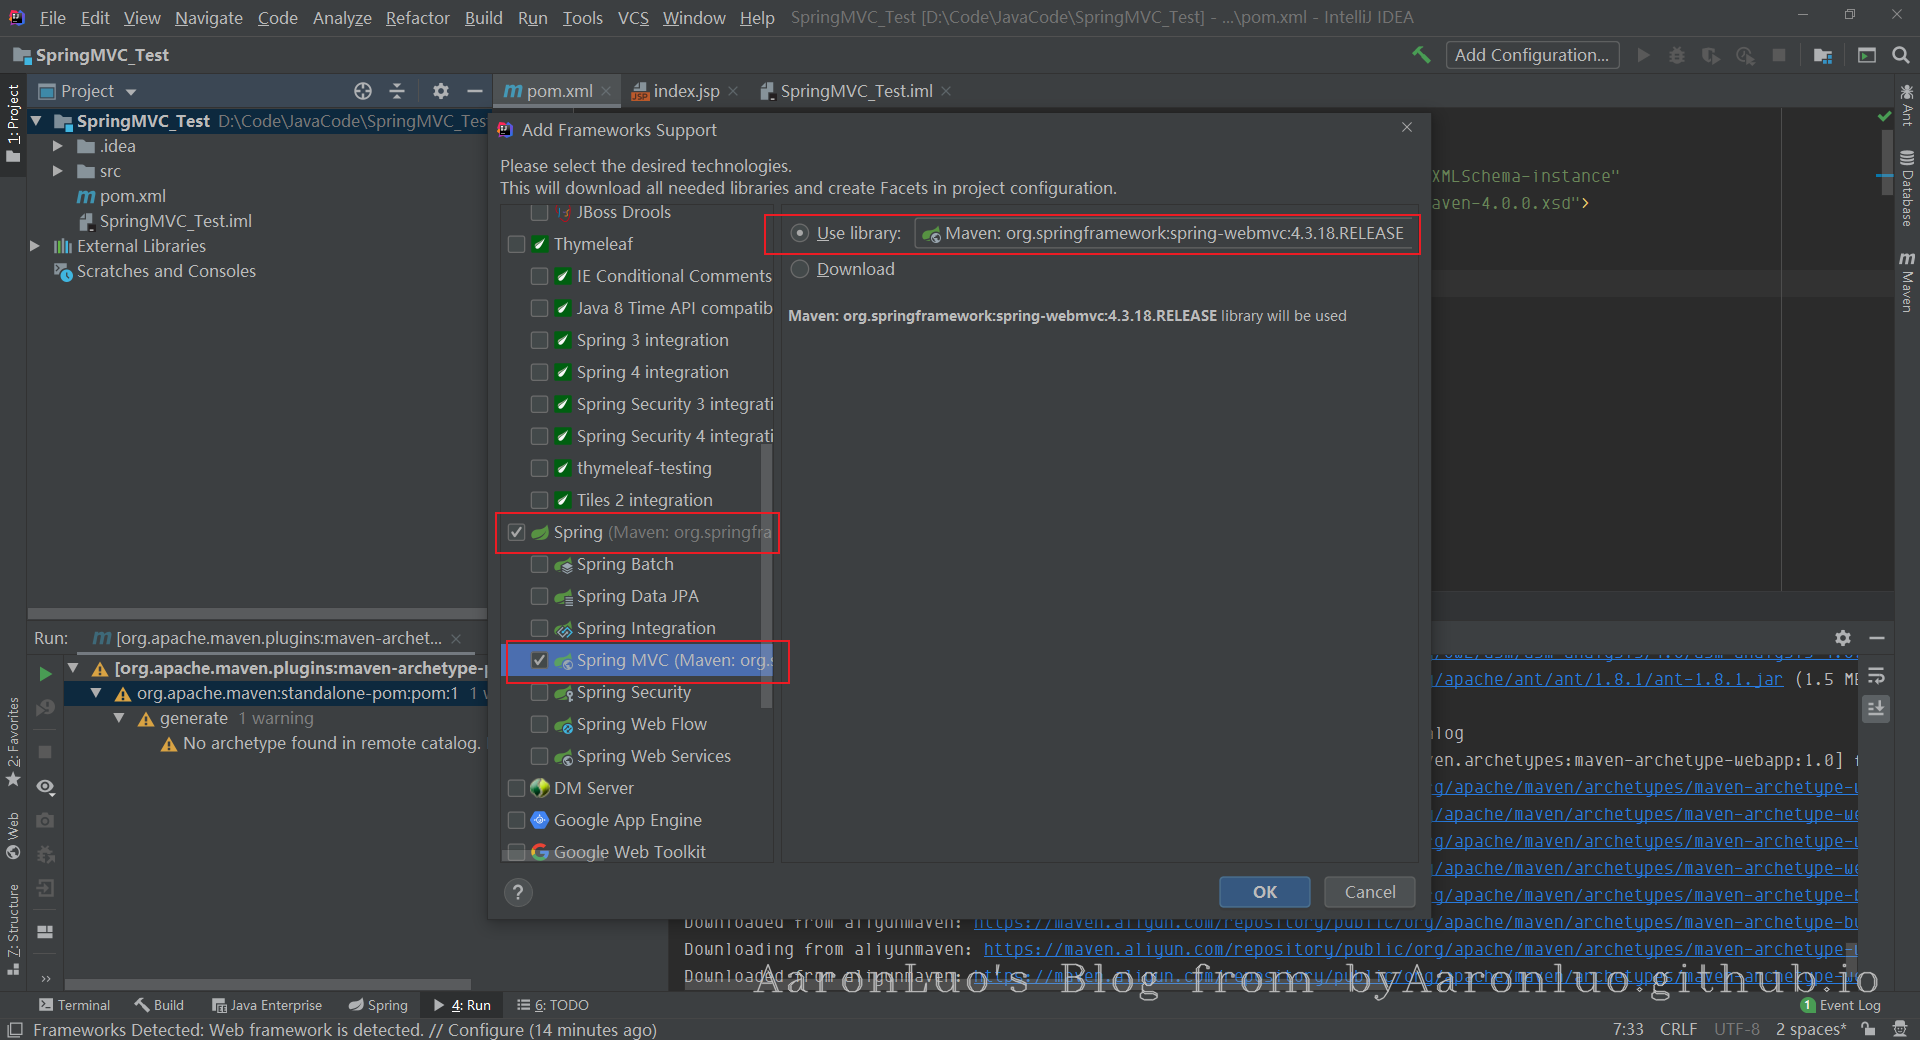 File Edit View Navigate Code Analyze Refactor Build Run Tools VCS Window Help SpringMVC_Test [D:\Code\JavaCode\SpringMVC_Test] - ...\pom.xml - IntelliJ IDEA
SpringMVC_Test
Add Configuration...
1: Project
Project
pom.xml
index.jsp
SpringMVC_Test.iml
SpringMVC_Test D:\Code\JavaCode\SpringMVC_Test
.idea
src
pom.xml
SpringMVC_Test.iml
External Libraries
Scratches and Consoles
Add Frameworks Support
Please select the desired technologies.
This will download all needed libraries and create Facets in project configuration.
JBoss Drools
Thymeleaf
IE Conditional Comments
Java 8 Time API compatib
Spring 3 integration
Spring 4 integration
Spring Security 3 integrati
Spring Security 4 integrati
thymeleaf-testing
Tiles 2 integration
Spring (Maven: org.springfra
Spring Batch
Spring Data JPA
Spring Integration
Spring MVC (Maven: org.s
Spring Security
Spring Web Flow
Spring Web Services
DM Server
Google App Engine
Google Web Toolkit
Use library: Maven: org.springframework:spring-webmvc:4.3.18.RELEASE
Download
Maven: org.springframework:spring-webmvc:4.3.18.RELEASE library will be used
?
OK
Cancel
XMLSchema-instance"
aven-4.0.0.xsd">
Ant
Database
Maven
Run: [org.apache.maven.plugins:maven-archet...
[org.apache.maven.plugins:maven-archetype-p
org.apache.maven:standalone-pom:pom:1 1 w
generate 1 warning
No archetype found in remote catalog.
/apache/ant/ant/1.8.1/ant-1.8.1.jar (1.5 ME
log
ven.archetypes:maven-archetype-webapp:1.0] f
g/apache/maven/archetypes/maven-archetype-w
/apache/maven/archetypes/maven-archetype-we
g/apache/maven/archetypes/maven-archetype-w
/apache/maven/archetypes/maven-archetype-we
g/apache/maven/archetypes/maven-archetype-b
Downloaded from aliyunmaven: https://maven.aliyun.com/repository/public/org/apache/maven/archetypes/maven-archetype-bu
Downloading from aliyunmaven: https://maven.aliyun.com/repository/public/org/apache/maven/archetypes/maven-archetype-
Downloaded from aliyunmaven: https://maven.aliyun.com/repository/public/org/apache/maven/archetypes/maven-archetype
AaronLuo's Blog from byAaronluo.github.io
2: Favorites
Web
Z: Structure
Terminal
Build
Java Enterprise
Spring
4: Run
6: TODO
1 Event Log
Frameworks Detected: Web framework is detected. // Configure (14 minutes ago)
7:33 CRLF UTF-8 2 spaces*